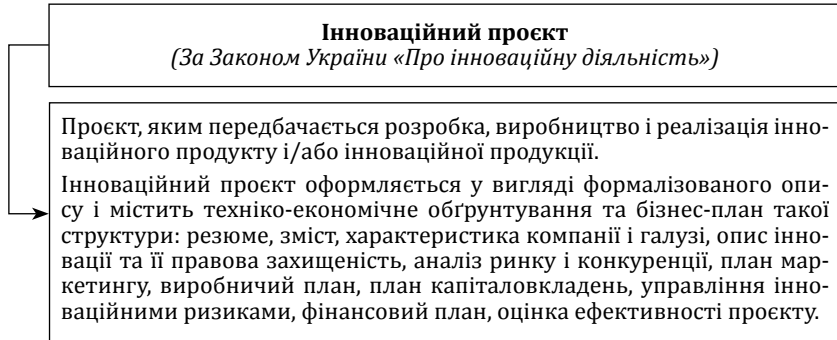 Інноваційний проєкт
(За Законом України «Про інноваційну діяльність»)
Проєкт, яким передбачається розробка, виробництво і реалізація інно-
ваційного продукту і/або інноваційної продукції.
Інноваційний проєкт оформляється у вигляді формалізованого опи-
су і містить техніко-економічне обґрунтування та бізнес-план такої
структури: резюме, зміст, характеристика компанії і галузі, опис інно-
вації та її правова захищеність, аналіз ринку і конкуренції, план мар-
кетингу, виробничий план, план капіталовкладень, управління інно-
ваційними ризиками, фінансовий план, оцінка ефективності проєкту.